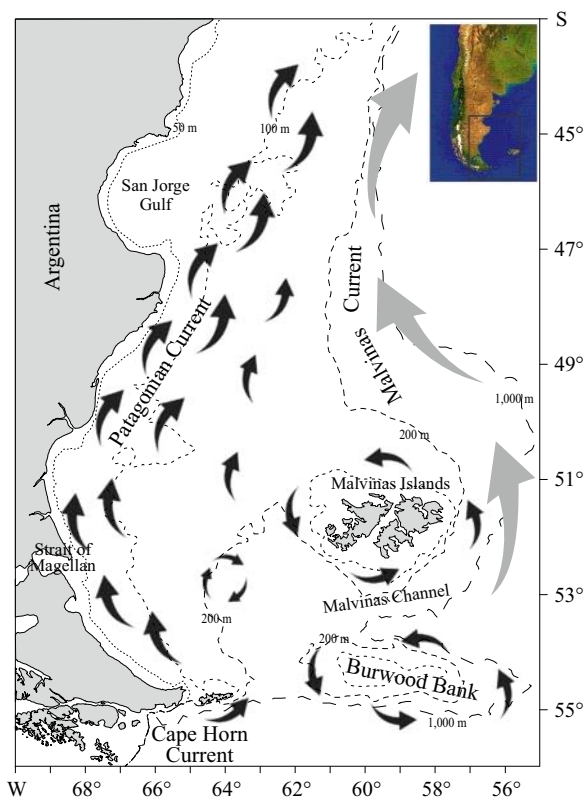 S
50 m
100 m
45°
San Jorge
Gulf
Argentina
47°
Current
Malvinas
Patagonian Current
49°
1,000 m
200 m
51°
Malvinas Islands
Strait of
Magellan
53°
Malvinas Channel
200 m
200 m
Burwood Bank
55°
1,000 m
Cape Horn
Current
W 68° 66° 64° 62° 60° 58° 56°